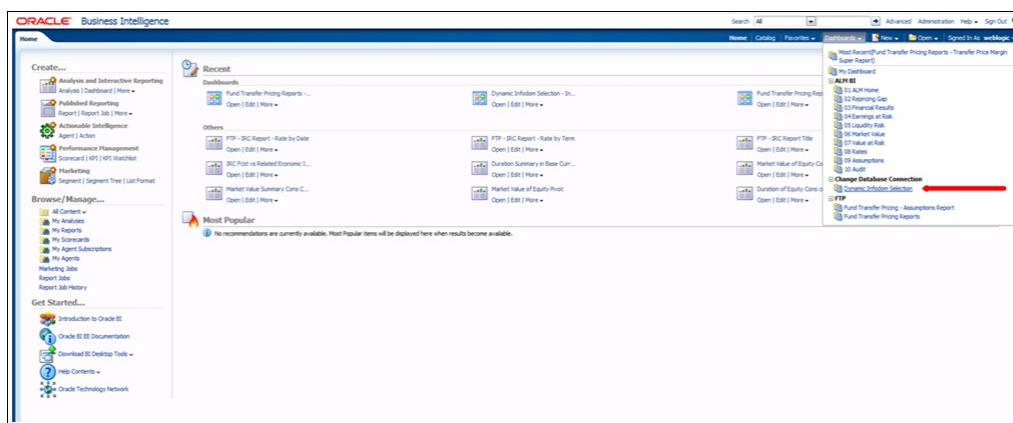 ORACLE Business Intelligence
Search All Advanced Administration Help Sign Out
Home
Home Catalog Favorites Dashboards New Open Signed In As weblogic
Create...
Analysis and Interactive Reporting
Analysis | Dashboard | More
Published Reporting
Report | Report Job | More
Actionable Intelligence
Agent | Action
Performance Management
Scorecard | KPI | KPI Watchlist
Marketing
Segment | Segment Tree | List Format
Browse/Manage...
All Content
My Analyses
My Reports
My Scorecards
My Agent Subscriptions
My Agents
Marketing Jobs
Report Jobs
Report Job History
Get Started...
Introduction to Oracle BI
Oracle BI EE Documentation
Download BI Desktop Tools
Help Contents
Oracle Technology Network
Recent
Dashboards
Fund Transfer Pricing Reports -...
Open | Edit | More
Dynamic Infodom Selection - In...
Open | Edit | More
Fund Transfer Pricing Rep
Open | Edit | More
Others
FTP - IRC Report - Rate by Date
Open | Edit | More
FTP - IRC Report - Rate by Term
Open | Edit | More
FTP - IRC Report Title
Open | Edit | More
IRC Fcst vs Related Economic I...
Open | Edit | More
Duration Summary in Base Curr...
Open | Edit | More
Market Value of Equity Co
Open | Edit | More
Market Value Summary Cons C...
Open | Edit | More
Market Value of Equity Pivot
Open | Edit | More
Duration of Equity Cons c
Open | Edit | More
Most Popular
No recommendations are currently available. Most Popular items will be displayed here when results become available.
Most Recent(Fund Transfer Pricing Reports - Transfer Price Margin
Super Report)
My Dashboard
ALM BI
01 ALM Home
02 Repricing Gap
03 Financial Results
04 Earnings at Risk
05 Liquidity Risk
06 Market Value
07 Value at Risk
08 Rates
09 Assumptions
10 Audit
Change Database Connection
Dynamic Infodom Selection
FTP
Fund Transfer Pricing - Assumptions Report
Fund Transfer Pricing Reports